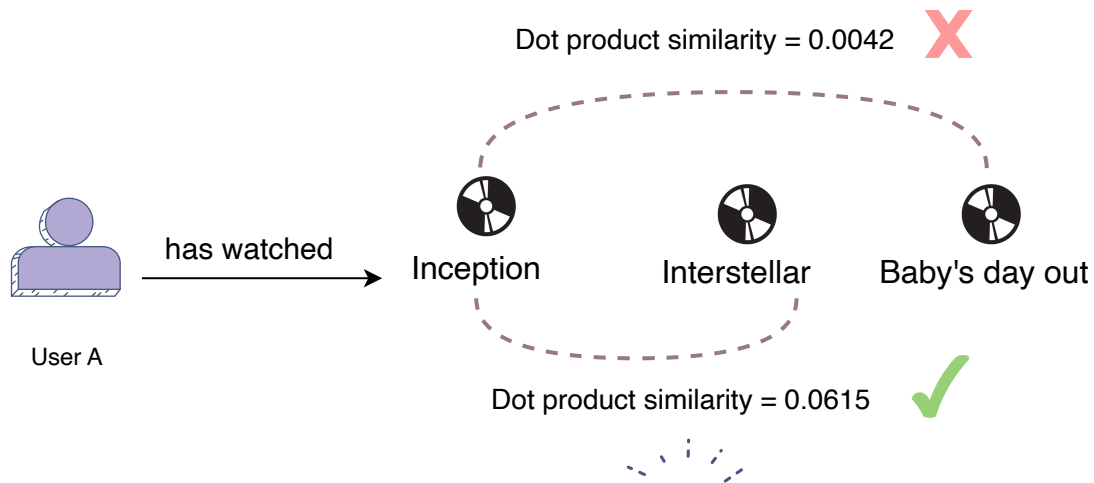 Dot product similarity = 0.0042
has watched
Inception
Interstellar
Baby's day out
User A
Dot product similarity = 0.0615